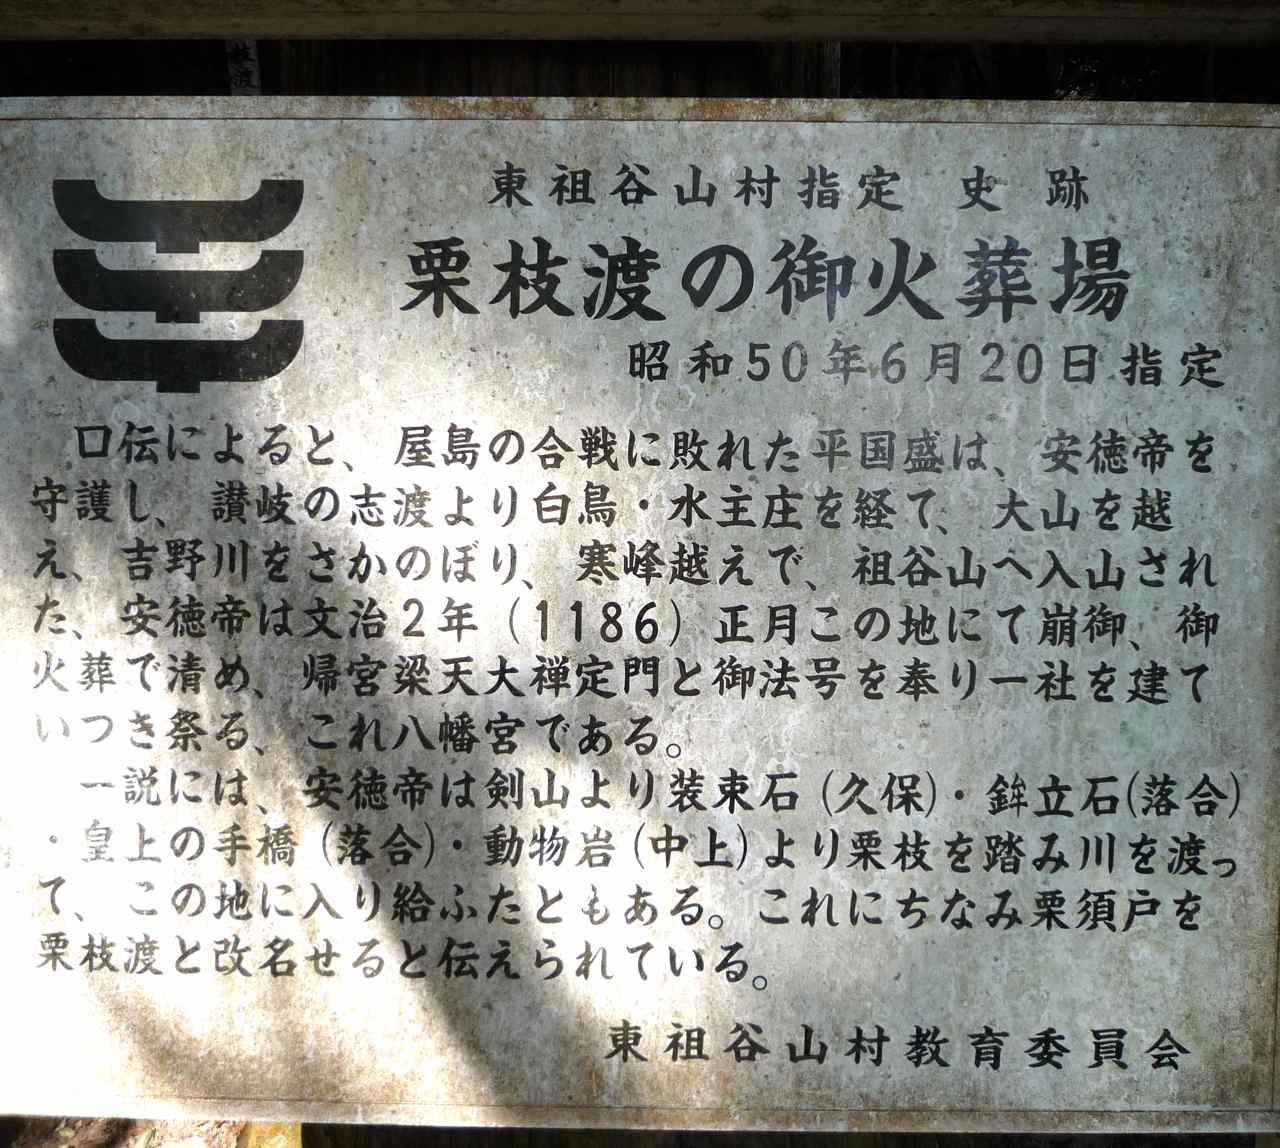 東祖谷山村指定 史 跡
栗枝渡の御火葬場
昭和50年6月20日指定
口伝によると、屋島の合戦に敗れた平国盛は、安徳帝を
守護し、讃岐の志渡より白鳥・水主庄を経て、大山を越
え、吉野川をさかのぼり、寒峰越えで、祖谷山へ入山され
た、安徳帝は文治2年(1186)正月この地にて崩御、御
火葬で清め、帰宮梁天大禅定門と御法号を奉り一社を建て
いつき祭る、これ八幡宮である。
一説には、安徳帝は剣山より装束石(久保)・鉾立石(落合)
・皇上の手橋(落合)・動物岩(中上)より栗枝を踏み川を渡っ
て、この地に入り給ふたともある。これにちなみ栗須戸を
栗枝渡と改名せると伝えられている。
東祖谷山村教育委員会